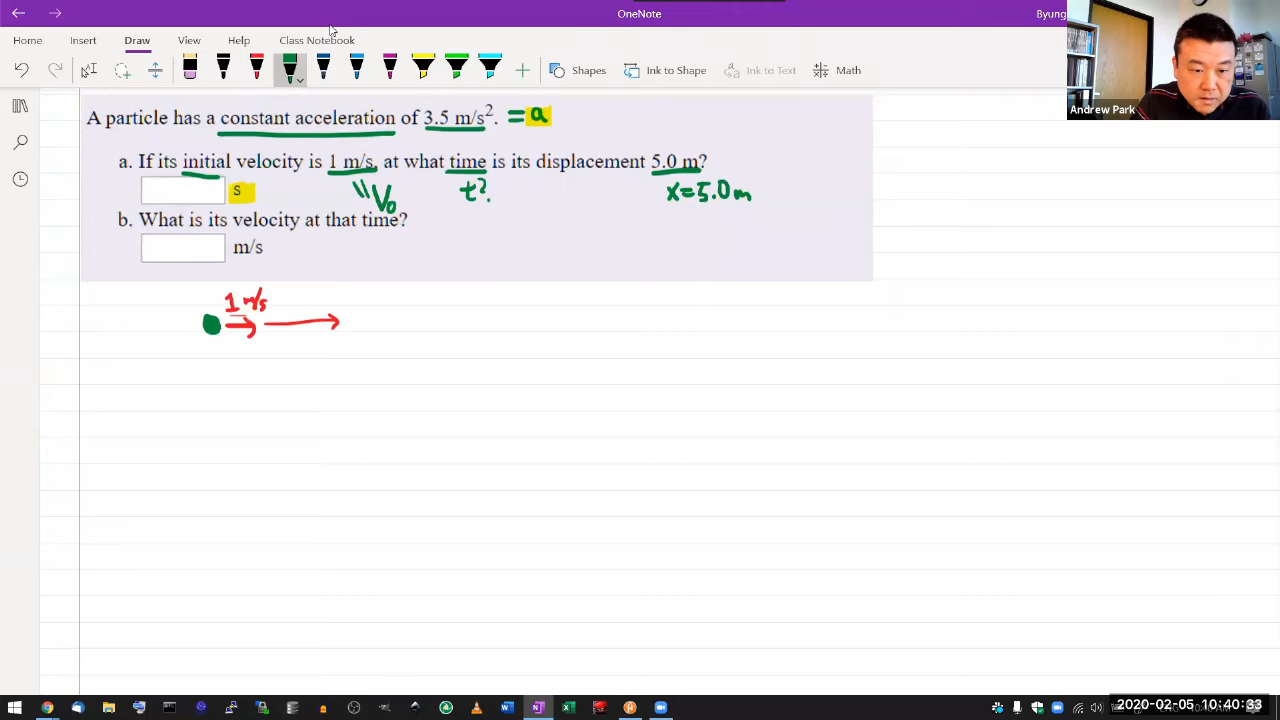 OneNote
Byung
Home Insert Draw View Help Class Notebook
Shapes Ink to Shape Ink to Text Math
Andrew Park
A particle has a constant acceleration of 3.5 m/s². = a
a. If its initial velocity is 1 m/s, at what time is its displacement 5.0 m?
s
= V₀ t? x=5.0m
b. What is its velocity at that time?
m/s
1 m/s
2020-02-05 10:40:33